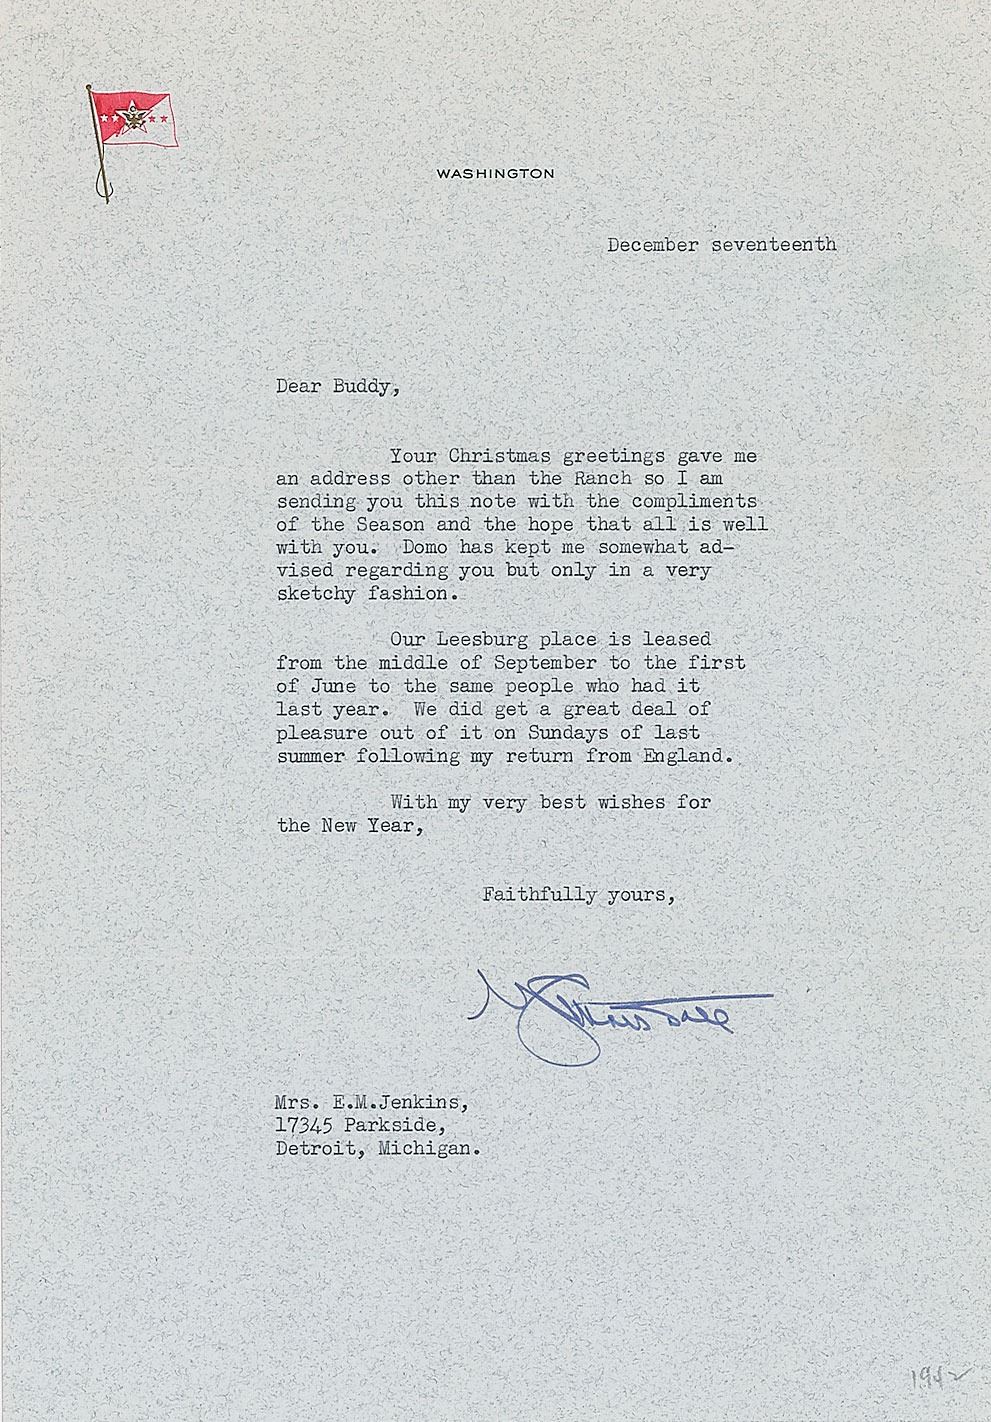 WASHINGTON
December seventeenth
Dear Buddy,
Your Christmas greetings gave me
an address other than the Ranch so I am
sending you this note with the compliments
of the Season and the hope that all is well
with you. Domo has kept me somewhat ad-
vised regarding you but only in a very
sketchy fashion.
Our Leesburg place is leased
from the middle of September to the first
of June to the same people who had it
last year. We did get a great deal of
pleasure out of it on Sundays of last
summer following my return from England.
With my very best wishes for
the New Year,
Faithfully yours,
G C Marshall
Mrs. E.M.Jenkins,
17345 Parkside,
Detroit, Michigan.
1942